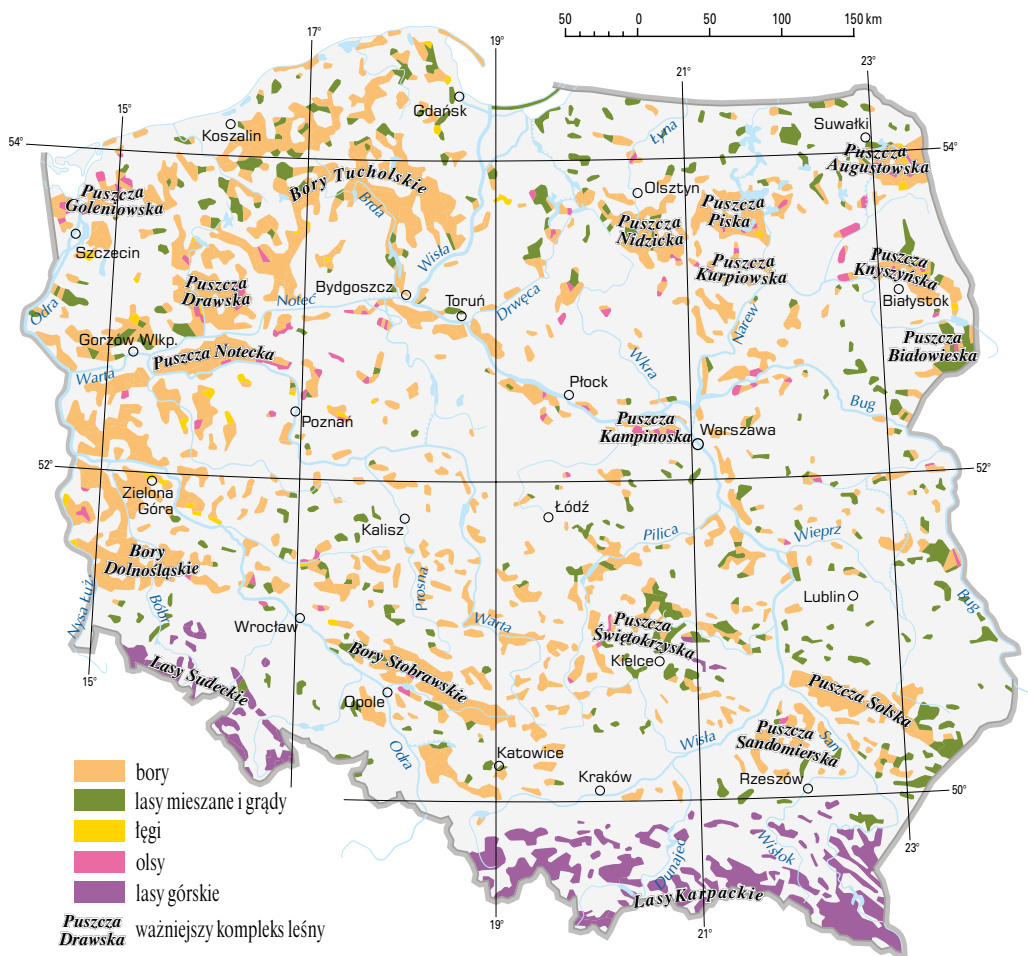 50 0 50 100 150 km
17°
19°
21°
23°
15°
Gdańsk
Koszalin
Łyna
Suwałki
54°
54°
Puszcza
Augustowska
Bory Tucholskie
Puszcza
Goleniowska
Olsztyn
Brda
Puszcza
Piska
Puszcza
Nidzicka
Szczecin
Wisła
Puszcza
Kurpiowska
Puszcza
Knyszyńska
Białystok
Puszcza
Drawska
Bydgoszcz
Noteć
Toruń
Drwęca
Odra
Narew
Gorzów Wlkp.
Puszcza Notecka
Puszcza
Białowieska
Warta
Wkra
Płock
Bug
Poznań
Puszcza
Kampinoska
Warszawa
52°
52°
Zielona
Góra
Łódź
Kalisz
Pilica
Wieprz
Bory
Dolnośląskie
Prosna
Nysa Łuż.
Bóbr
Lublin
Bug
Wrocław
Warta
Puszcza
Świętokrzyska
Kielce
15°
Lasy Sudeckie
Bory Stobrawskie
Opole
Puszcza Solska
Puszcza
Sandomierska
San
Wisła
Odra
Katowice
Kraków
Rzeszów
50°
23°
Dunajec
Wisłok
Lasy Karpackie
19°
21°
bory
lasy mieszane i grądy
łęgi
olsy
lasy górskie
Puszcza
Drawska
ważniejszy kompleks leśny